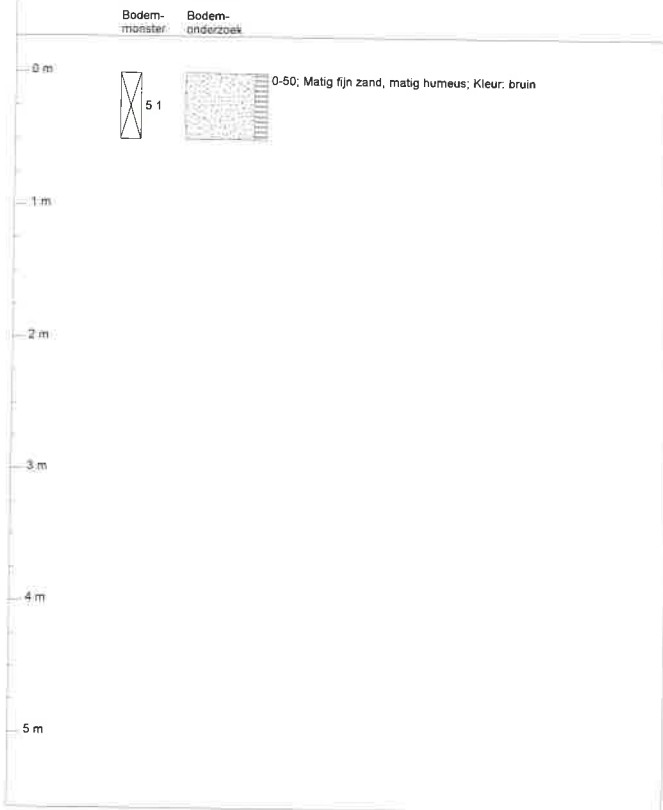 Bodem- Bodem-
monster onderzoek
0 m
0-50; Matig fijn zand, matig humeus; Kleur: bruin
5 1
1 m
2 m
3 m
4 m
5 m